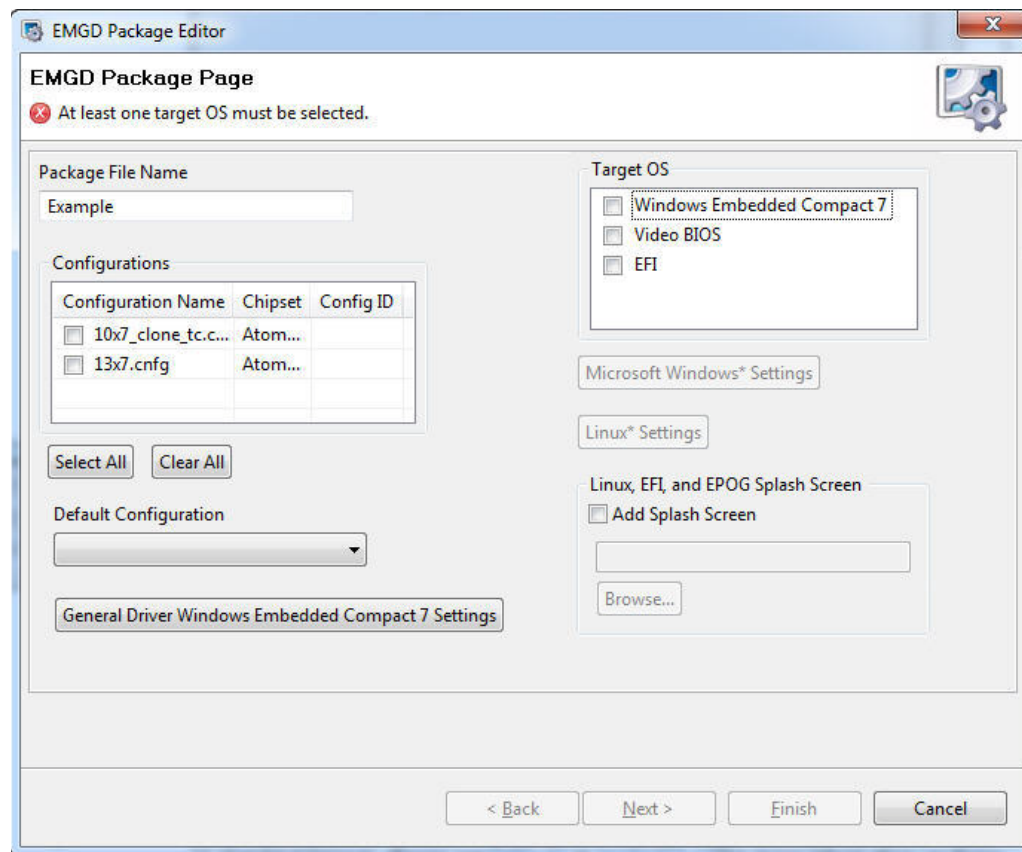 EMGD Package Editor
EMGD Package Page
At least one target OS must be selected.
Package File Name
Example
Configurations
Configuration Name Chipset Config ID
10x7_clone_tc.c... Atom...
13x7.cnfg Atom...
Select All Clear All
Default Configuration
General Driver Windows Embedded Compact 7 Settings
Target OS
Windows Embedded Compact 7
Video BIOS
EFI
Microsoft Windows* Settings
Linux* Settings
Linux, EFI, and EPOG Splash Screen
Add Splash Screen
Browse...
< Back Next > Finish Cancel